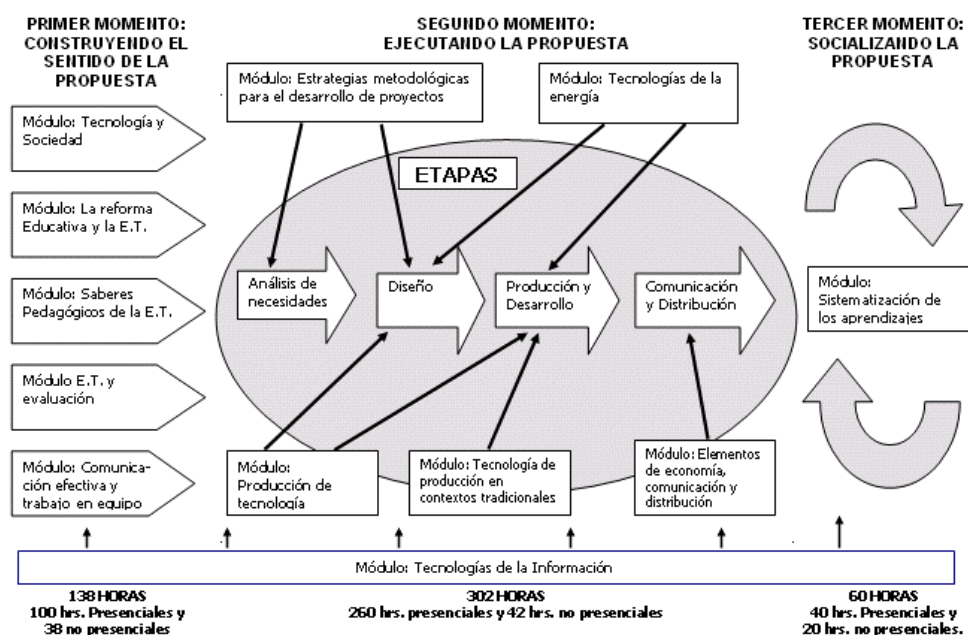 PRIMER MOMENTO:
CONSTRUYENDO EL
SENTIDO DE LA
PROPUESTA
Módulo: Tecnología y
Sociedad
Módulo: La reforma
Educativa y la E.T.
Módulo: Saberes
Pedagógicos de la E.T.
Módulo E.T. y
evaluación
Módulo: Comunica-
ción efectiva y
trabajo en equipo
SEGUNDO MOMENTO:
EJECUTANDO LA PROPUESTA
Módulo: Estrategias metodológicas
para el desarrollo de proyectos
Módulo: Tecnologías de la
energía
ETAPAS
Análisis de
necesidades
Diseño
Producción y
Desarrollo
Comunicación
y Distribución
Módulo:
Producción de
tecnología
Módulo: Tecnología de
producción en
contextos tradicionales
Módulo: Elementos
de economía,
comunicación y
distribución
TERCER MOMENTO:
SOCIALIZANDO LA
PROPUESTA
Módulo:
Sistematización de
los aprendizajes
Módulo: Tecnologías de la Información
138 HORAS
100 hrs. Presenciales y
38 no presenciales
302 HORAS
260 hrs. presenciales y 42 hrs. no presenciales
60 HORAS
40 hrs. Presenciales y
20 hrs. no presenciales.